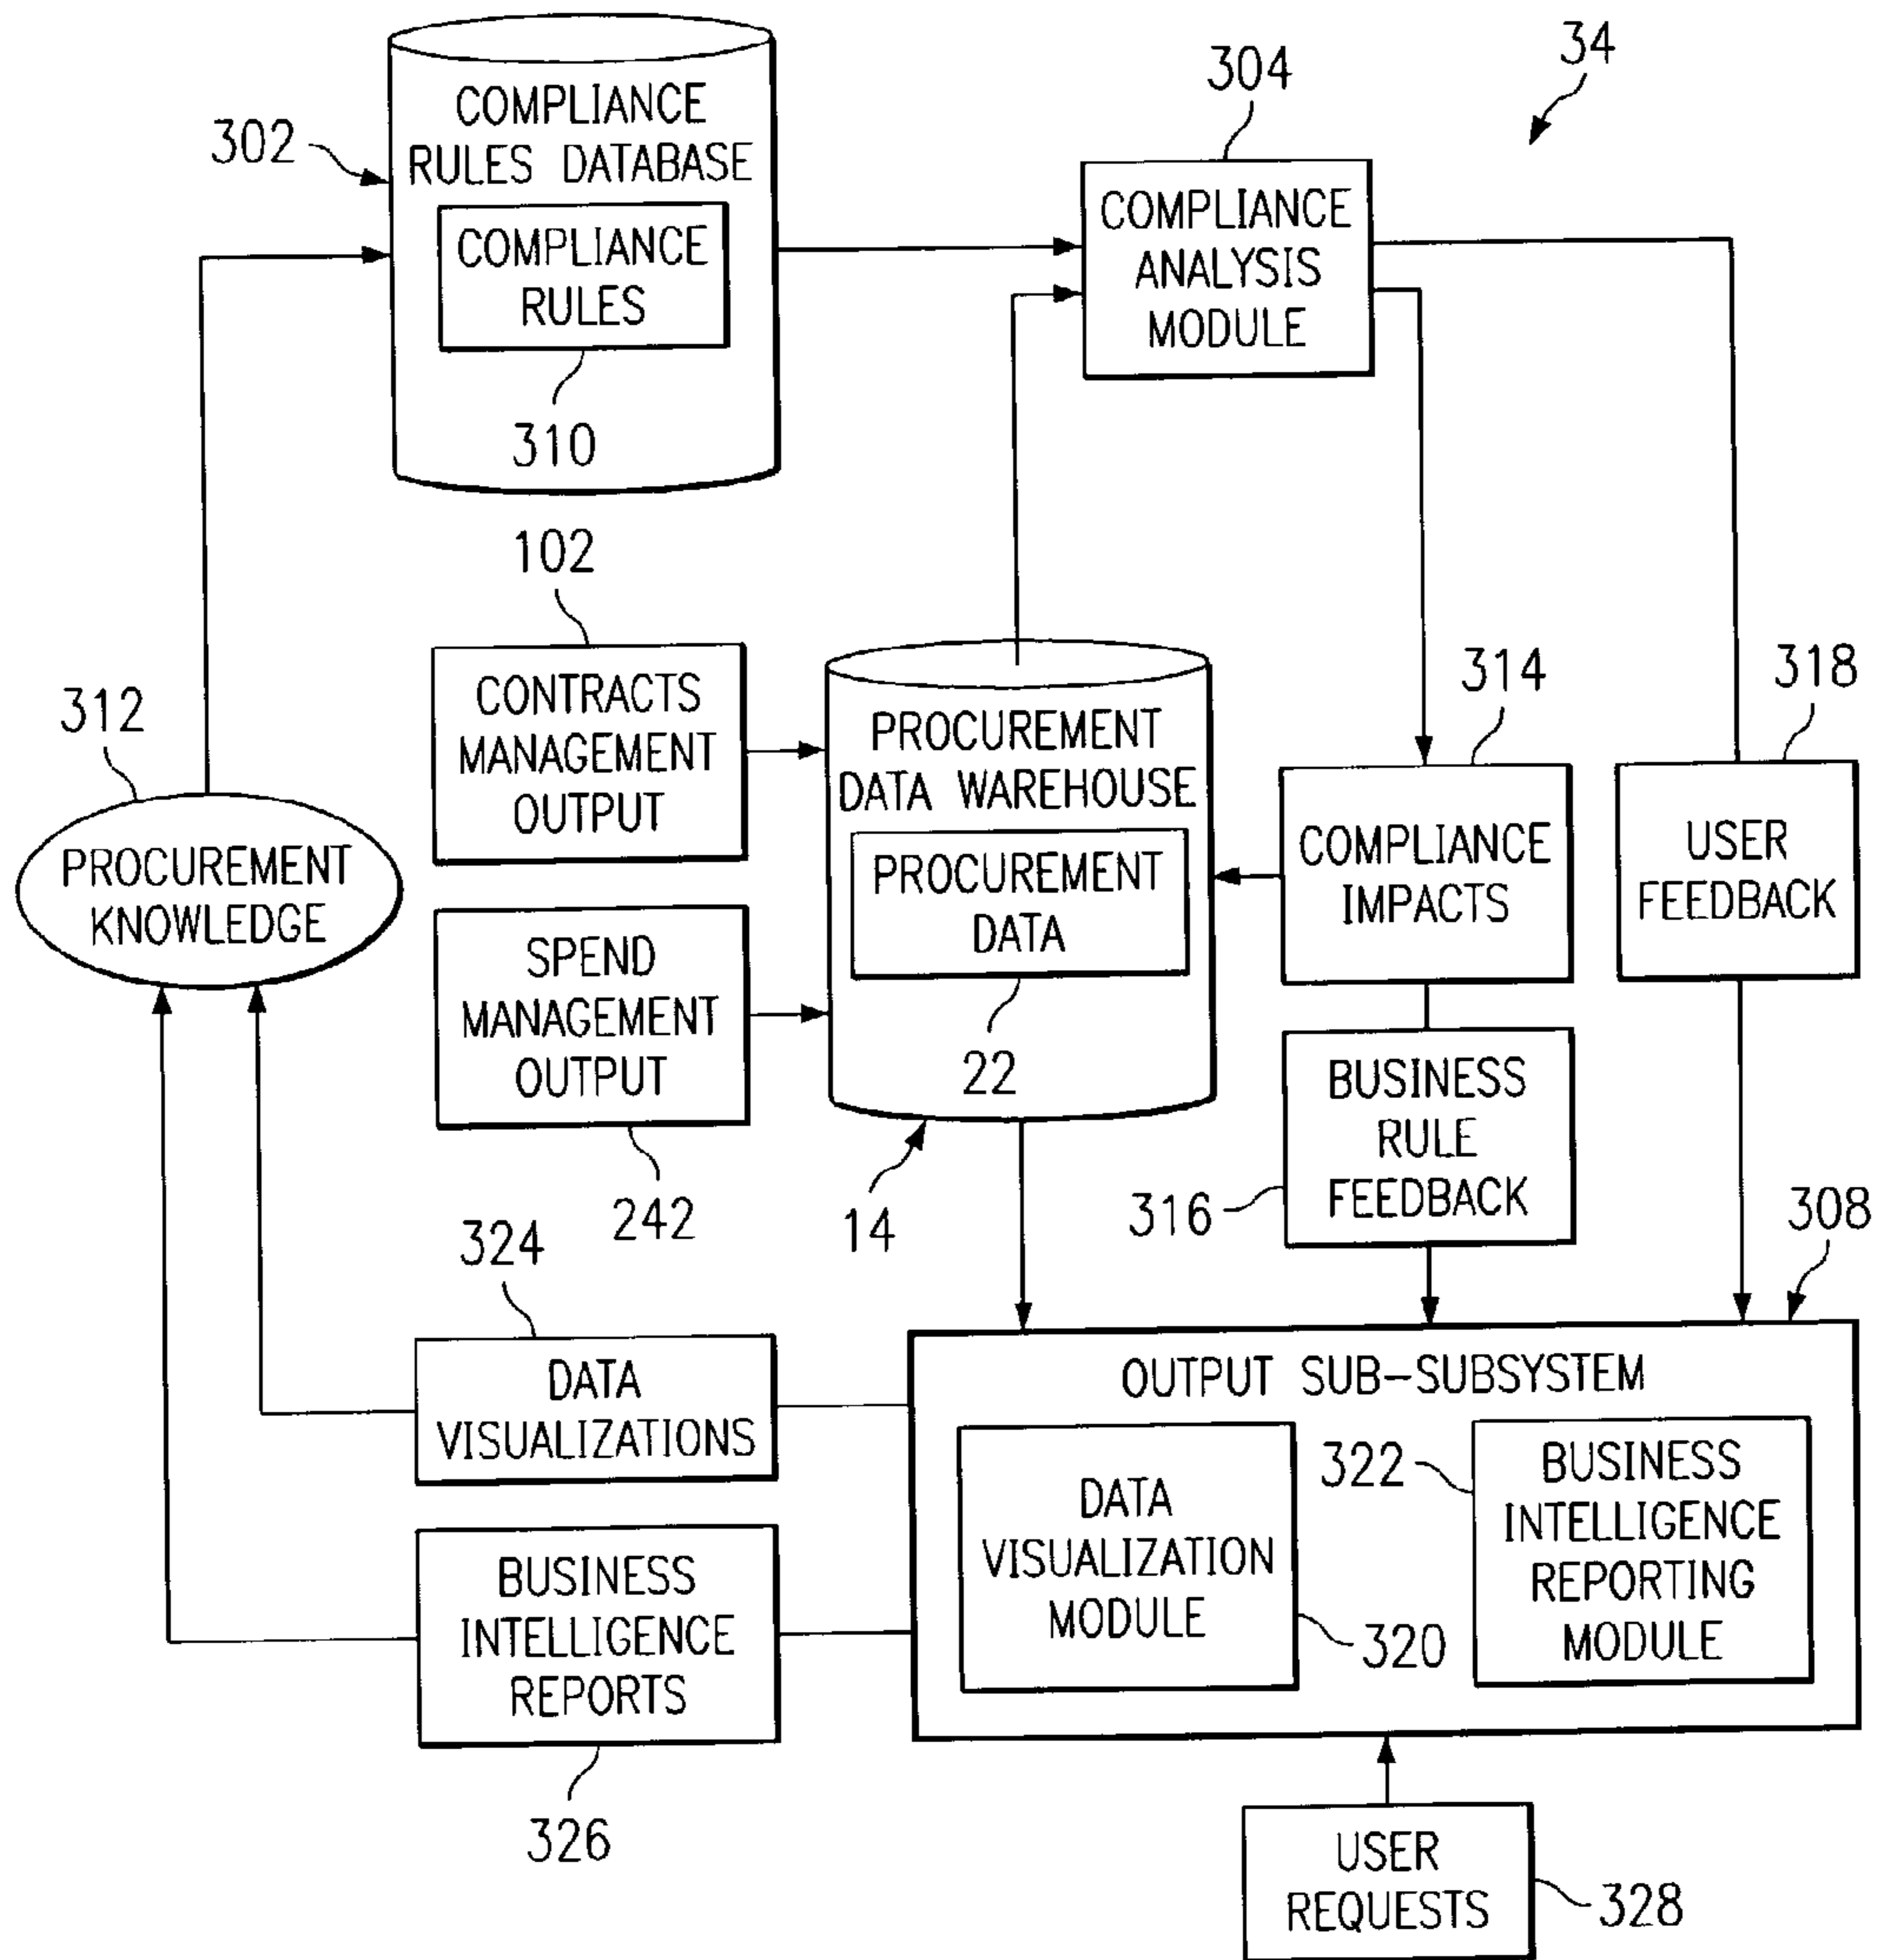 34
304
302
COMPLIANCE
RULES DATABASE
COMPLIANCE
RULES
310
COMPLIANCE
ANALYSIS
MODULE
102
CONTRACTS
MANAGEMENT
OUTPUT
312
PROCUREMENT
KNOWLEDGE
PROCUREMENT
DATA WAREHOUSE
PROCUREMENT
DATA
22
14
314
COMPLIANCE
IMPACTS
318
USER
FEEDBACK
SPEND
MANAGEMENT
OUTPUT
242
BUSINESS
RULE
FEEDBACK
316
308
324
DATA
VISUALIZATIONS
OUTPUT SUB-SUBSYSTEM
DATA
VISUALIZATION
MODULE
320
322
BUSINESS
INTELLIGENCE
REPORTING
MODULE
BUSINESS
INTELLIGENCE
REPORTS
326
USER
REQUESTS
328